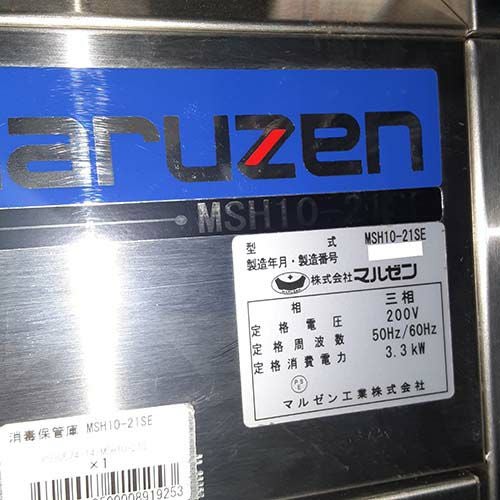 aruzen
MSH10-21SE
型 式 MSH10-21SE
製造年月・製造番号
株式会社マルゼン
相 三相
定格電圧 200V
定格周波数 50Hz/60Hz
定格消費電力 3.3kW
PS
E
マルゼン工業株式会社
消毒保管庫 MSH10-21SE
×1